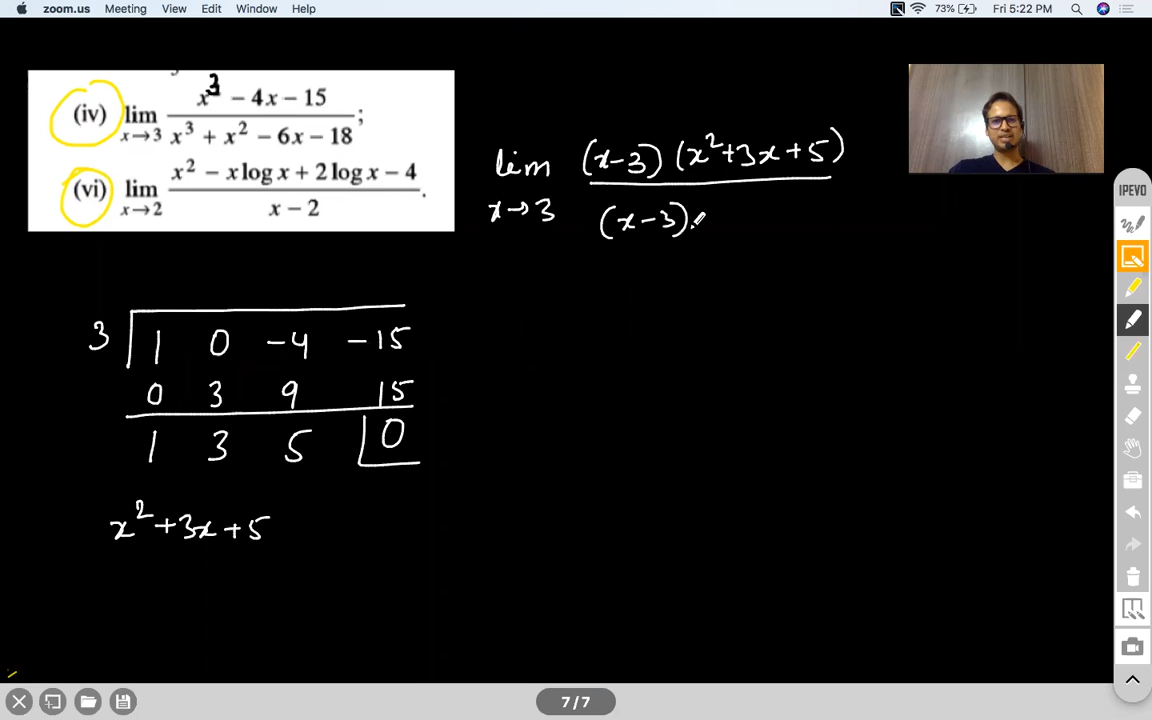 zoom.us Meeting View Edit Window Help 73% Fri 5:22 PM
(iv) lim x→3 x³ − 4x − 15 / x³ + x² − 6x − 18 ;
(vi) lim x→2 x² − x log x + 2 log x − 4 / x − 2 .
lim x→3 (x−3) (x²+3x+5) / (x−3)
IPEVO
3 1 0 −4 −15
0 3 9 15
1 3 5 0
x²+3x+5
7/7